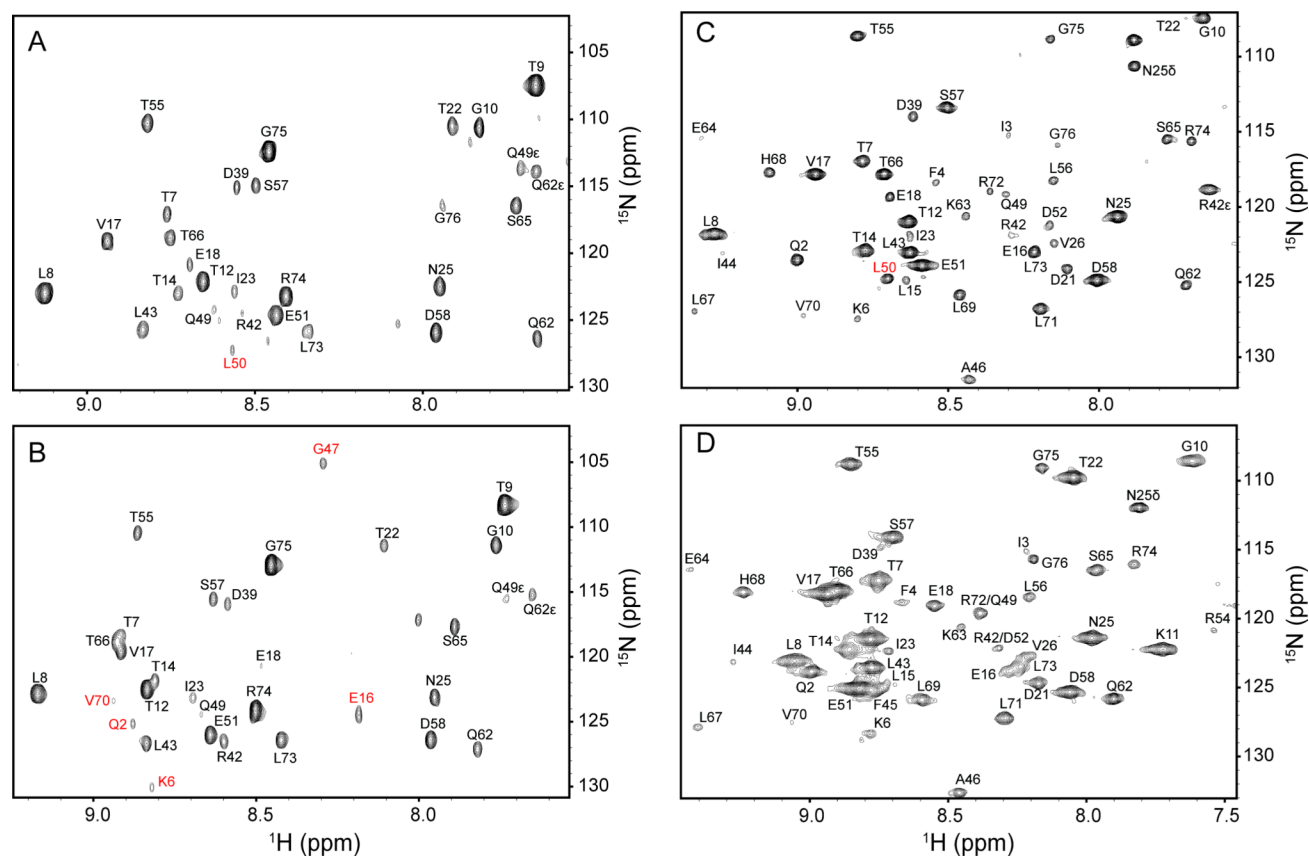 A
T9
105
T55
T22 G10
110
G75
Q49ε
D39
S57
Q62ε
T7
G76
S65
115
V17
T66
E18
T12
I23
R74
N25
120
L8
T14
L43
Q49
R42
E51
L73
D58
Q62
125
L50
130
9.0
8.5
8.0
¹⁵N (ppm)
B
G47
105
T9
T55
T22
G10
110
G75
S57
D39
Q49ε
Q62ε
115
T7
T66
V17
S65
T14
E18
120
L8
I23
R74
N25
V70
T12
Q49
E16
Q2
E51
125
L43
R42
L73
D58
Q62
K6
130
9.0
8.5
8.0
¹H (ppm)
¹⁵N (ppm)
C
T55
G75
T22
G10
110
N25δ
D39
S57
E64
I3
S65
R74
115
G76
H68
V17
T7
T66
F4
R72
L56
E18
K63
Q49
N25
R42ε
L8
T12
R42
D52
120
T14
L43
I23
V26
I44
Q2
E16
L50
E51
L73
D21
D58
Q62
125
L67
L15
V70
K6
L69
L71
A46
130
9.0
8.5
8.0
¹⁵N (ppm)
D
G10
T55
G75
T22
110
N25δ
S57
D39
I3
E64
G76
S65
R74
115
T66
T7
H68
V17
F4
E18
L56
R72/Q49
T12
K63
N25
R54
120
L8
T14
I23
R42/D52
V26
K11
I44
L43
L73
E16
Q2
L15
L69
D21
D58
Q62
125
E51
F45
L71
L67
V70
K6
A46
130
9.0
8.5
8.0
7.5
¹H (ppm)
¹⁵N (ppm)